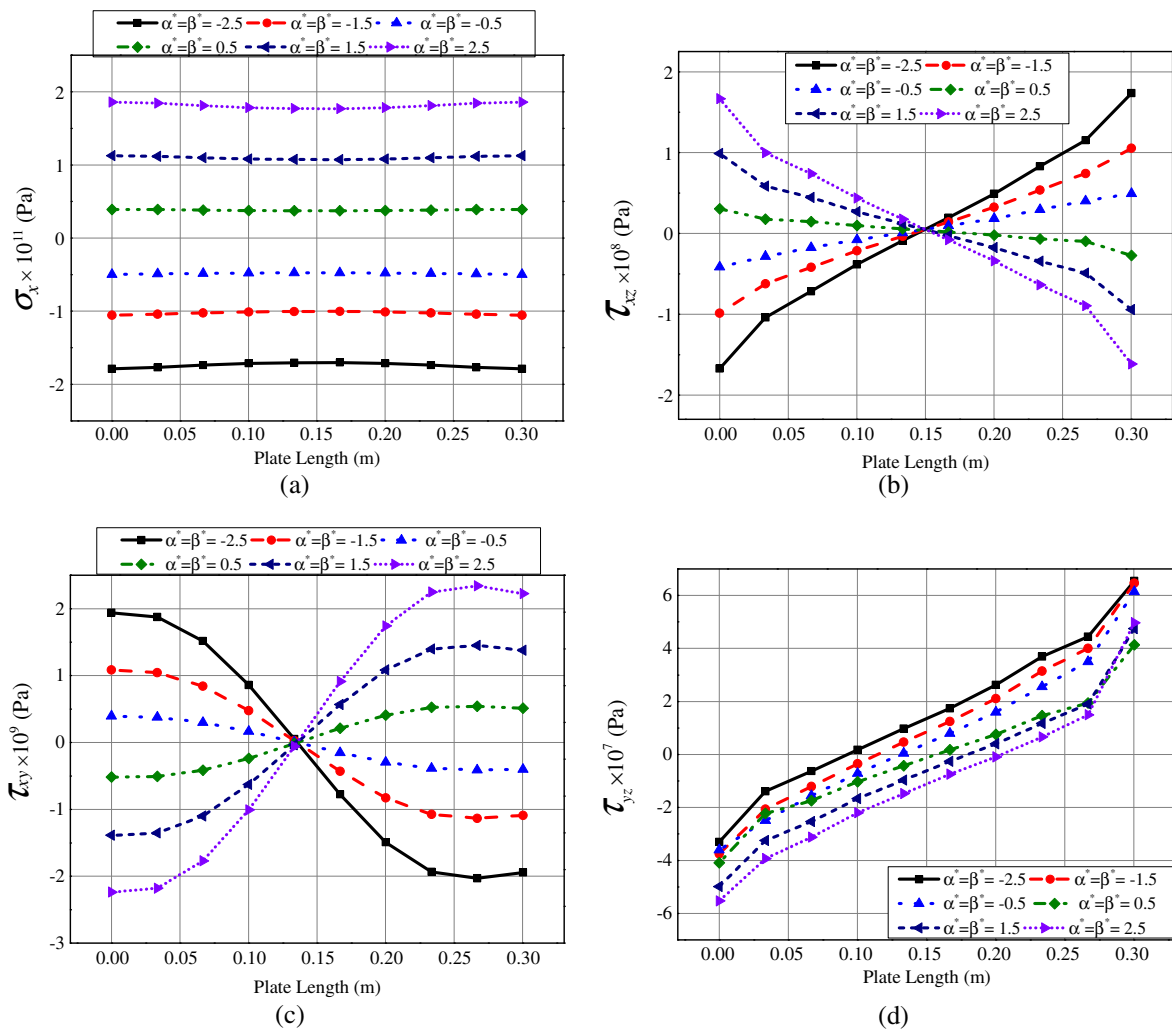 (a)
α*=β*= -2.5 α*=β*= -1.5 α*=β*= -0.5
α*=β*= 0.5 α*=β*= 1.5 α*=β*= 2.5
2
1
0
-1
-2
σx × 10^11 (Pa)
0.00 0.05 0.10 0.15 0.20 0.25 0.30
Plate Length (m)
(a)
(b)
α*=β*= -2.5 α*=β*= -1.5
α*=β*= -0.5 α*=β*= 0.5
α*=β*= 1.5 α*=β*= 2.5
2
1
0
-1
-2
τxz ×10^8 (Pa)
0.00 0.05 0.10 0.15 0.20 0.25 0.30
Plate Length (m)
(b)
(c)
α*=β*= -2.5 α*=β*= -1.5 α*=β*= -0.5
α*=β*= 0.5 α*=β*= 1.5 α*=β*= 2.5
2
1
0
-1
-2
-3
τxy ×10^9 (Pa)
0.00 0.05 0.10 0.15 0.20 0.25 0.30
Plate Length (m)
(c)
(d)
6
4
2
0
-2
-4
-6
τyz ×10^7 (Pa)
α*=β*= -2.5 α*=β*= -1.5
α*=β*= -0.5 α*=β*= 0.5
α*=β*= 1.5 α*=β*= 2.5
0.00 0.05 0.10 0.15 0.20 0.25 0.30
Plate Length (m)
(d)